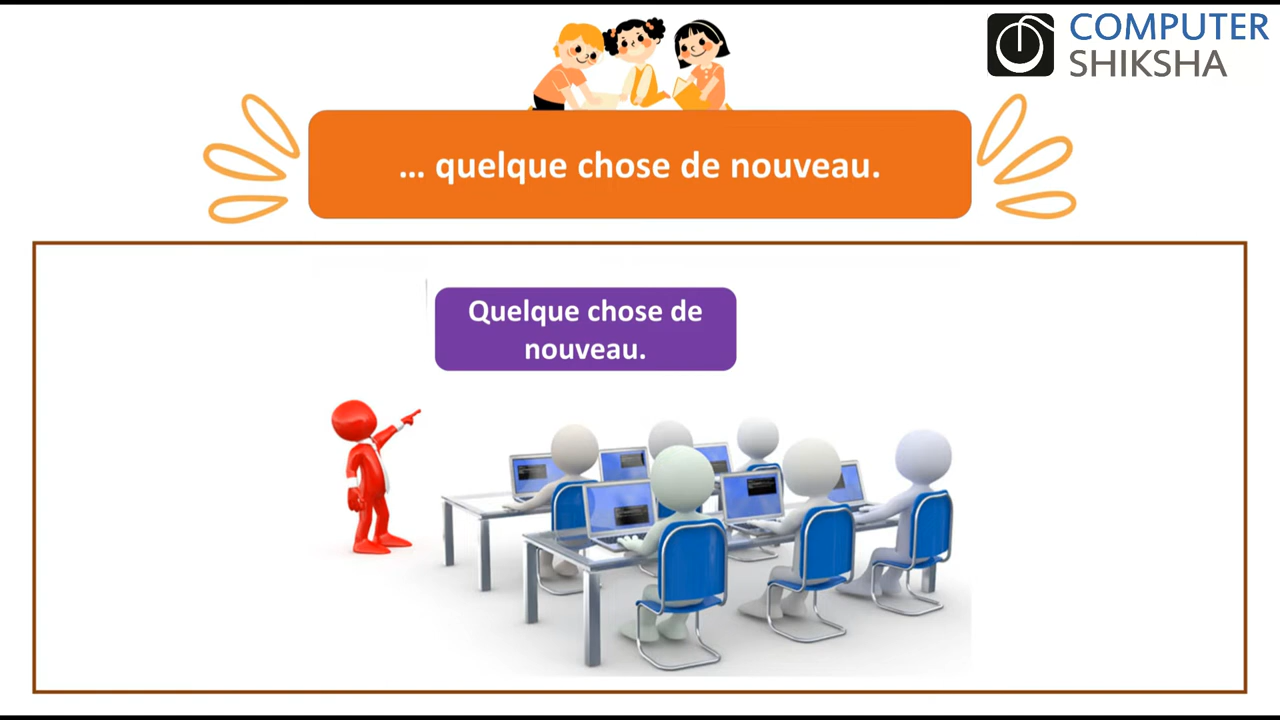 COMPUTER
SHIKSHA
... quelque chose de nouveau.
Quelque chose de
nouveau.